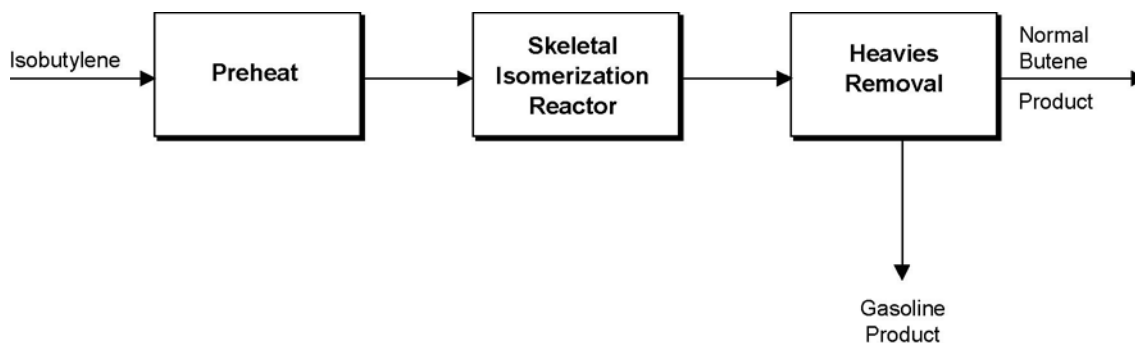 Isobutylene
Preheat
Skeletal
Isomerization
Reactor
Heavies
Removal
Normal
Butene
Product
Gasoline
Product